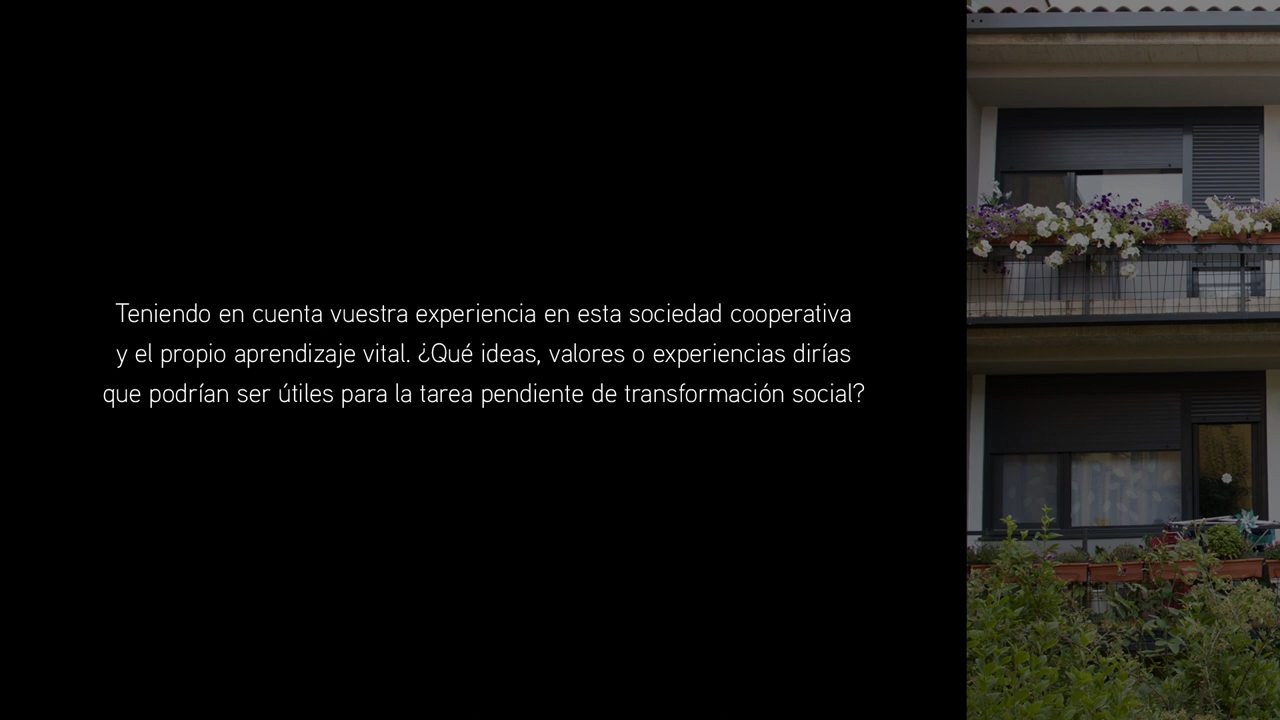 Teniendo en cuenta vuestra experiencia en esta sociedad cooperativa
y el propio aprendizaje vital. ¿Qué ideas, valores o experiencias dirías
que podrían ser útiles para la tarea pendiente de transformación social?